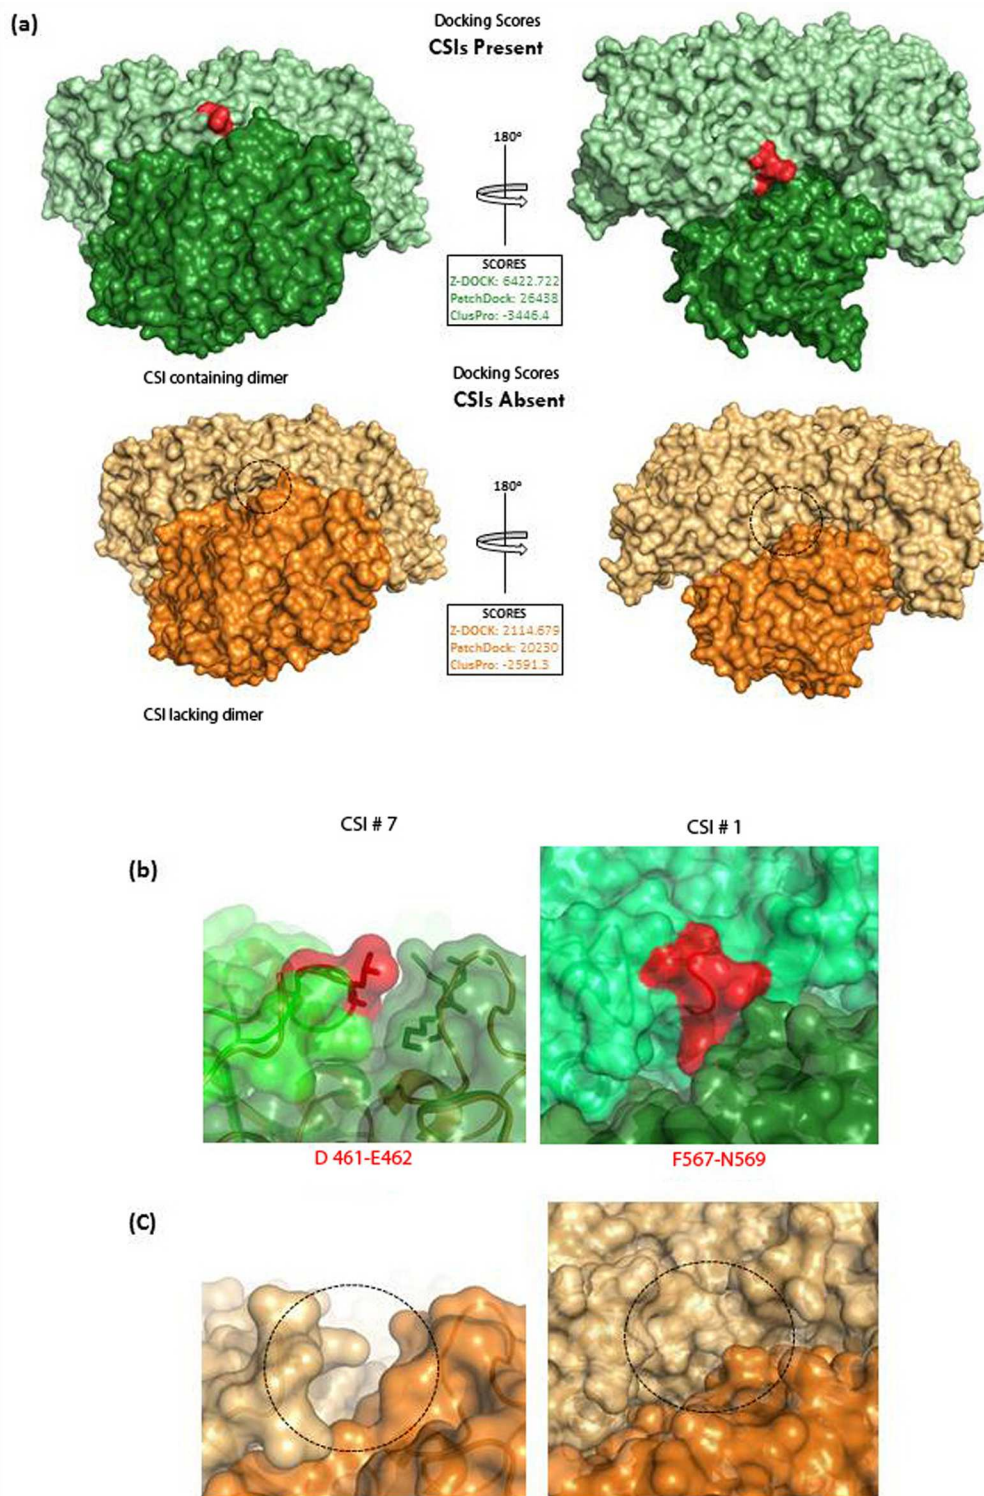 (a)
Docking Scores
CSIs Present
180°
SCORES
Z-DOCK: 6422.722
PatchDock: 26438
ClusPro: -3446.4
CSI containing dimer
Docking Scores
CSIs Absent
180°
SCORES
Z-DOCK: 2114.679
PatchDock: 20230
ClusPro: -2591.3
CSI lacking dimer
CSI # 7
CSI # 1
(b)
D 461-E462
F567-N569
(C)